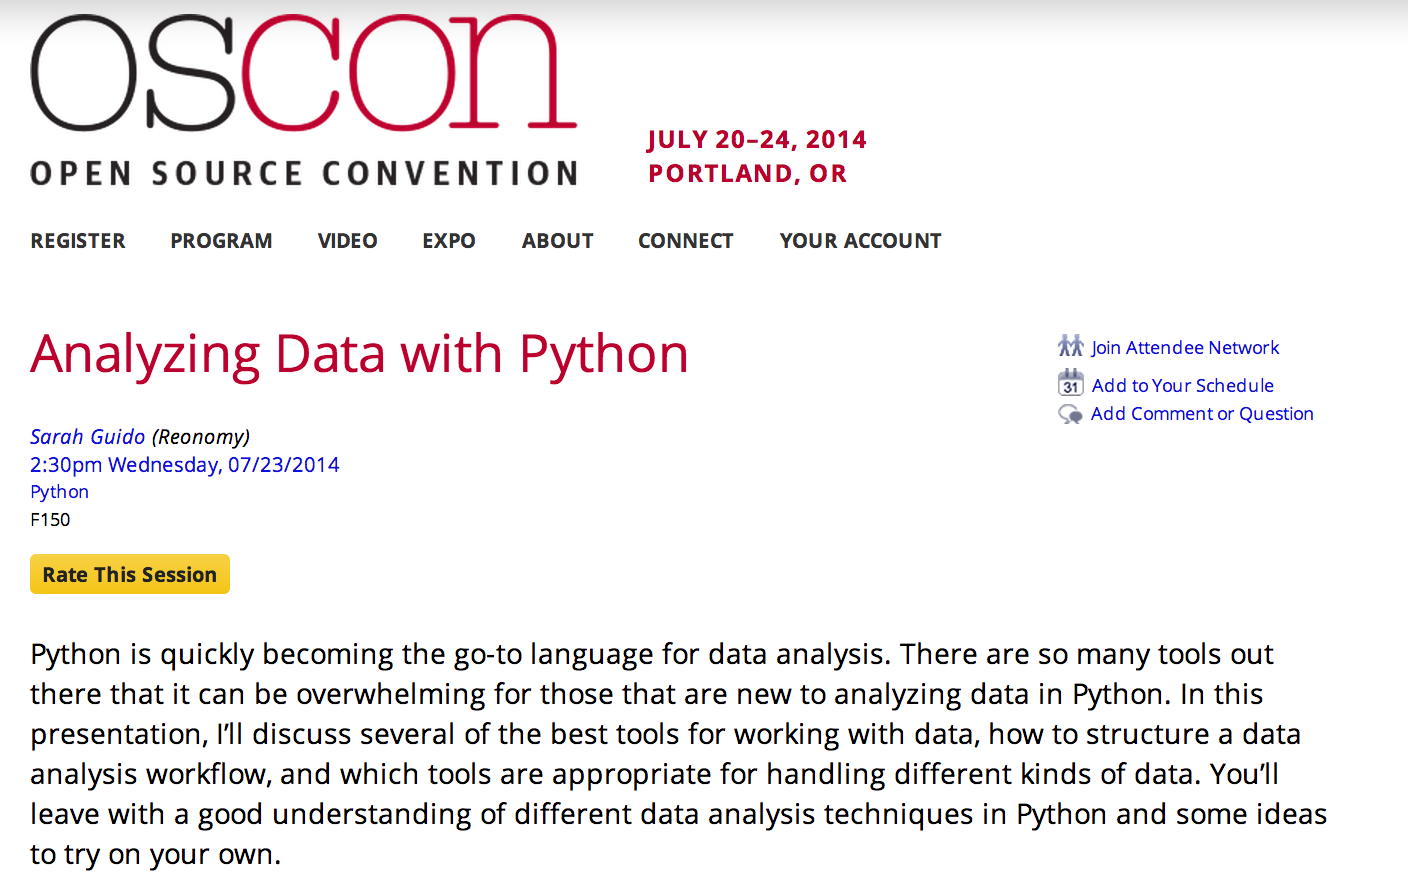 oscon
OPEN SOURCE CONVENTION
JULY 20–24, 2014
PORTLAND, OR
REGISTER PROGRAM VIDEO EXPO ABOUT CONNECT YOUR ACCOUNT
Analyzing Data with Python
Join Attendee Network
31 Add to Your Schedule
Add Comment or Question
Sarah Guido (Reonomy)
2:30pm Wednesday, 07/23/2014
Python
F150
Rate This Session
Python is quickly becoming the go-to language for data analysis. There are so many tools out
there that it can be overwhelming for those that are new to analyzing data in Python. In this
presentation, I’ll discuss several of the best tools for working with data, how to structure a data
analysis workflow, and which tools are appropriate for handling different kinds of data. You’ll
leave with a good understanding of different data analysis techniques in Python and some ideas
to try on your own.